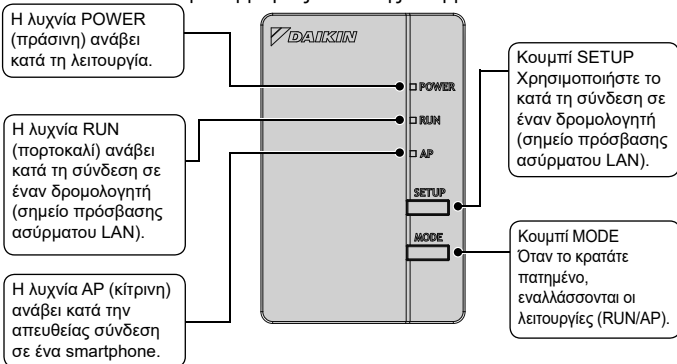 Η λυχνία POWER
(πράσινη) ανάβει
κατά τη λειτουργία.
Η λυχνία RUN
(πορτοκαλί) ανάβει
κατά τη σύνδεση σε
έναν δρομολογητή
(σημείο πρόσβασης
ασύρματου LAN).
Η λυχνία AP (κίτρινη)
ανάβει κατά την
απευθείας σύνδεση
σε ένα smartphone.
DAIKIN
POWER
RUN
AP
SETUP
MODE
Κουμπί SETUP
Χρησιμοποιήστε το
κατά τη σύνδεση σε
έναν δρομολογητή
(σημείο πρόσβασης
ασύρματου LAN).
Κουμπί MODE
Όταν το κρατάτε
πατημένο,
εναλλάσσονται οι
λειτουργίες (RUN/AP).